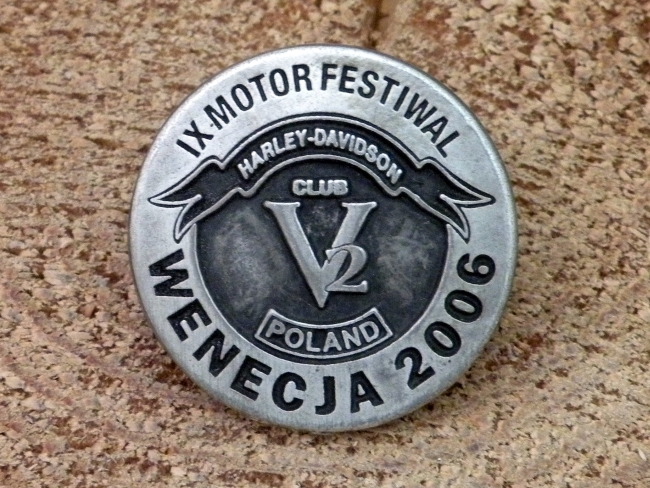 IX MOTOR FESTIWAL
HARLEY-DAVIDSON
CLUB
V2
POLAND
WENECJA 2006